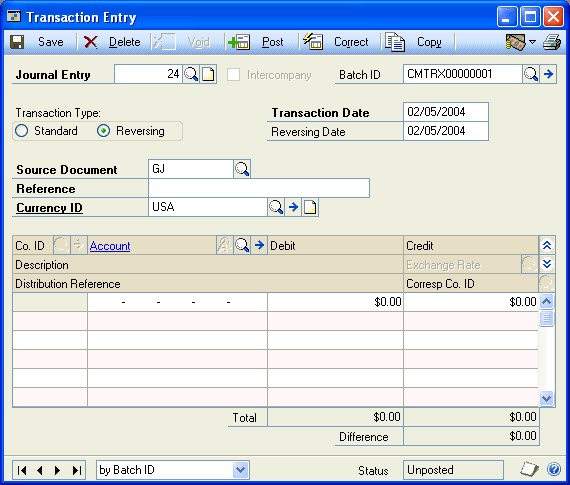 Transaction Entry
Save Delete Void Post Correct Copy
Journal Entry 24 Intercompany Batch ID CMTRX00000001
Transaction Type: Transaction Date 02/05/2004
Standard Reversing Reversing Date 02/05/2004
Source Document GJ
Reference
Currency ID USA
Co. ID Account Debit Credit
Description Exchange Rate
Distribution Reference Corresp Co. ID
- - - - $0.00 $0.00
Total $0.00 $0.00
Difference $0.00
by Batch ID Status Unposted